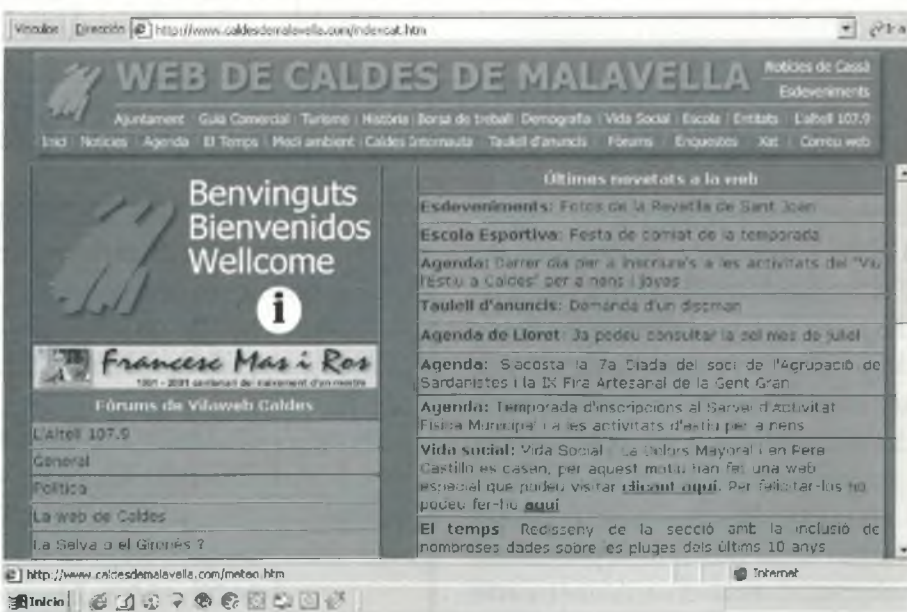 Vínculos Dirección http://www.caldesdemalavella.com/indexcat.htm Ir a
WEB DE CALDES DE MALAVELLA
Notícies de Cassà
Esdeveniments
Ajuntament Guia Comercial Turisme Història Borsa de treball Demografia Vida Social Escola Entitats L'altell 107.9
Inici Notícies Agenda El Temps Medi ambient Caldes Internauta Taulell d'anuncis Fòrums Enquestes Xat Correu web
Benvinguts
Bienvenidos
Wellcome
i
Francesc Mas i Ros
1901 - 2001 centenari del naixement d'un mestre
Fòrums de Vilaweb Caldes
L'Altell 107.9
General
Política
La web de Caldes
La Selva o el Gironès ?
Últimes novetats a la web
Esdeveniments: Fotos de la Revetlla de Sant Joan
Escola Esportiva: Festa de comiat de la temporada
Agenda: Darrer dia per a inscriure's a les activitats del "Viu
l'Estiu a Caldes" per a nens i joves
Taulell d'anuncis: Demanda d'un discman
Agenda de Lloret: Ja podeu consultar la del mes de juliol
Agenda: S'acosta la 7a Diada del soci de l'Agrupació de
Sardanistes i la IX Fira Artesanal de la Gent Gran
Agenda: Temporada d'inscripcions al Servei d'Activitat
Física Municipal i a les activitats d'estiu per a nens
Vida social: Vida Social La Dolors Mayoral i en Pere
Castillo es casen, per aquest motiu han fet una web
especial que podeu visitar clicant aquí. Per felicitar-los ho
podeu fer-ho aquí
El temps Redisseny de la secció amb la inclusió de
nombroses dades sobre les pluges dels últims 10 anys
http://www.caldesdemalavella.com/meteo.htm Internet
Inicio